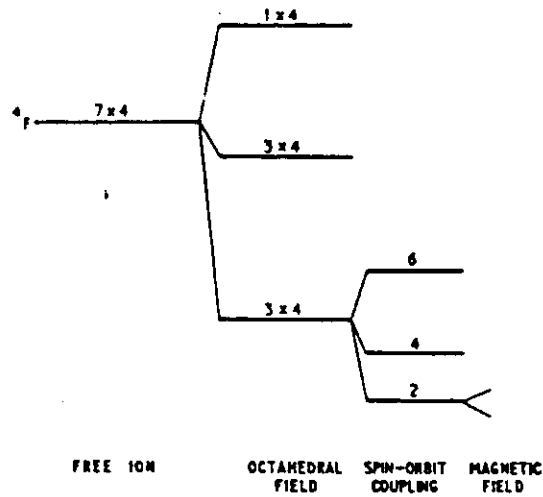 1 x 4
⁴F
7 x 4
3 x 4
6
3 x 4
4
2
FREE ION
OCTAHEDRAL FIELD
SPIN-ORBIT COUPLING
MAGNETIC FIELD